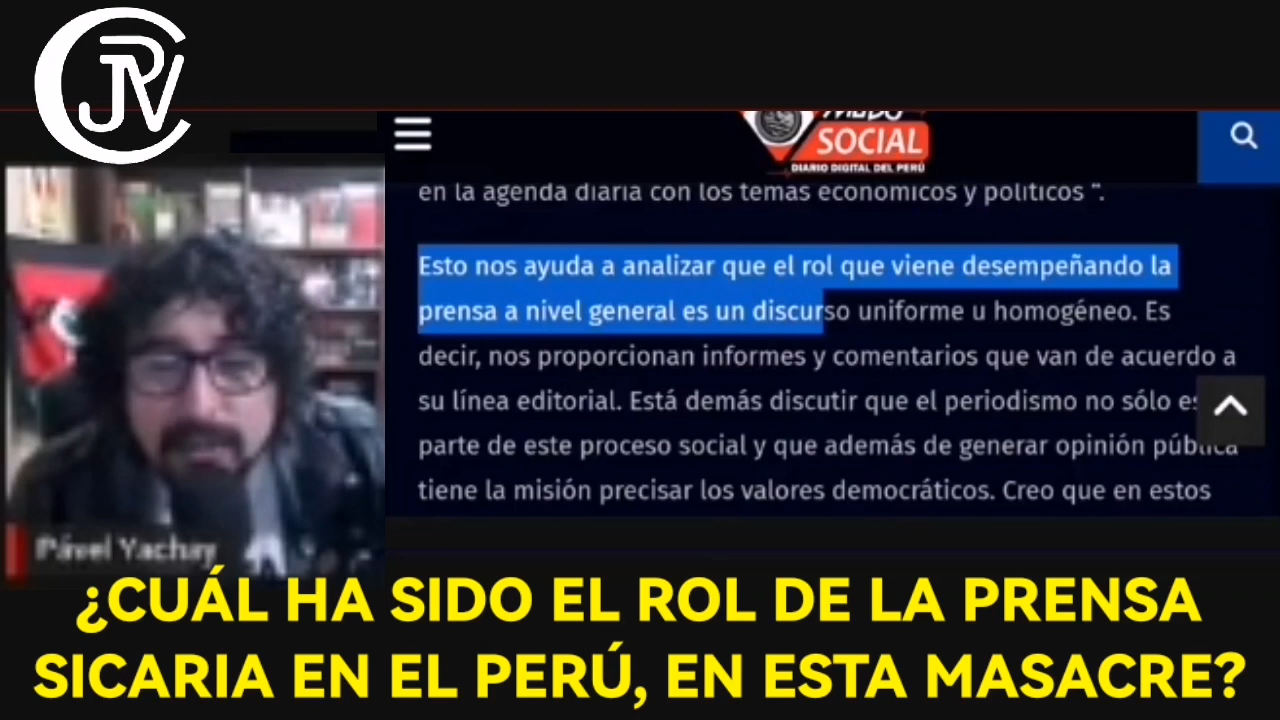 CJPV
SOCIAL
DIARIO DIGITAL DEL PERÚ
en la agenda diaria con los temas económicos y políticos “.
Esto nos ayuda a analizar que el rol que viene desempeñando la
prensa a nivel general es un discurso uniforme u homogéneo. Es
decir, nos proporcionan informes y comentarios que van de acuerdo a
su línea editorial. Está demás discutir que el periodismo no sólo es
parte de este proceso social y que además de generar opinión pública
tiene la misión precisar los valores democráticos. Creo que en estos
Pável Yachay
¿CUÁL HA SIDO EL ROL DE LA PRENSA
SICARIA EN EL PERÚ, EN ESTA MASACRE?